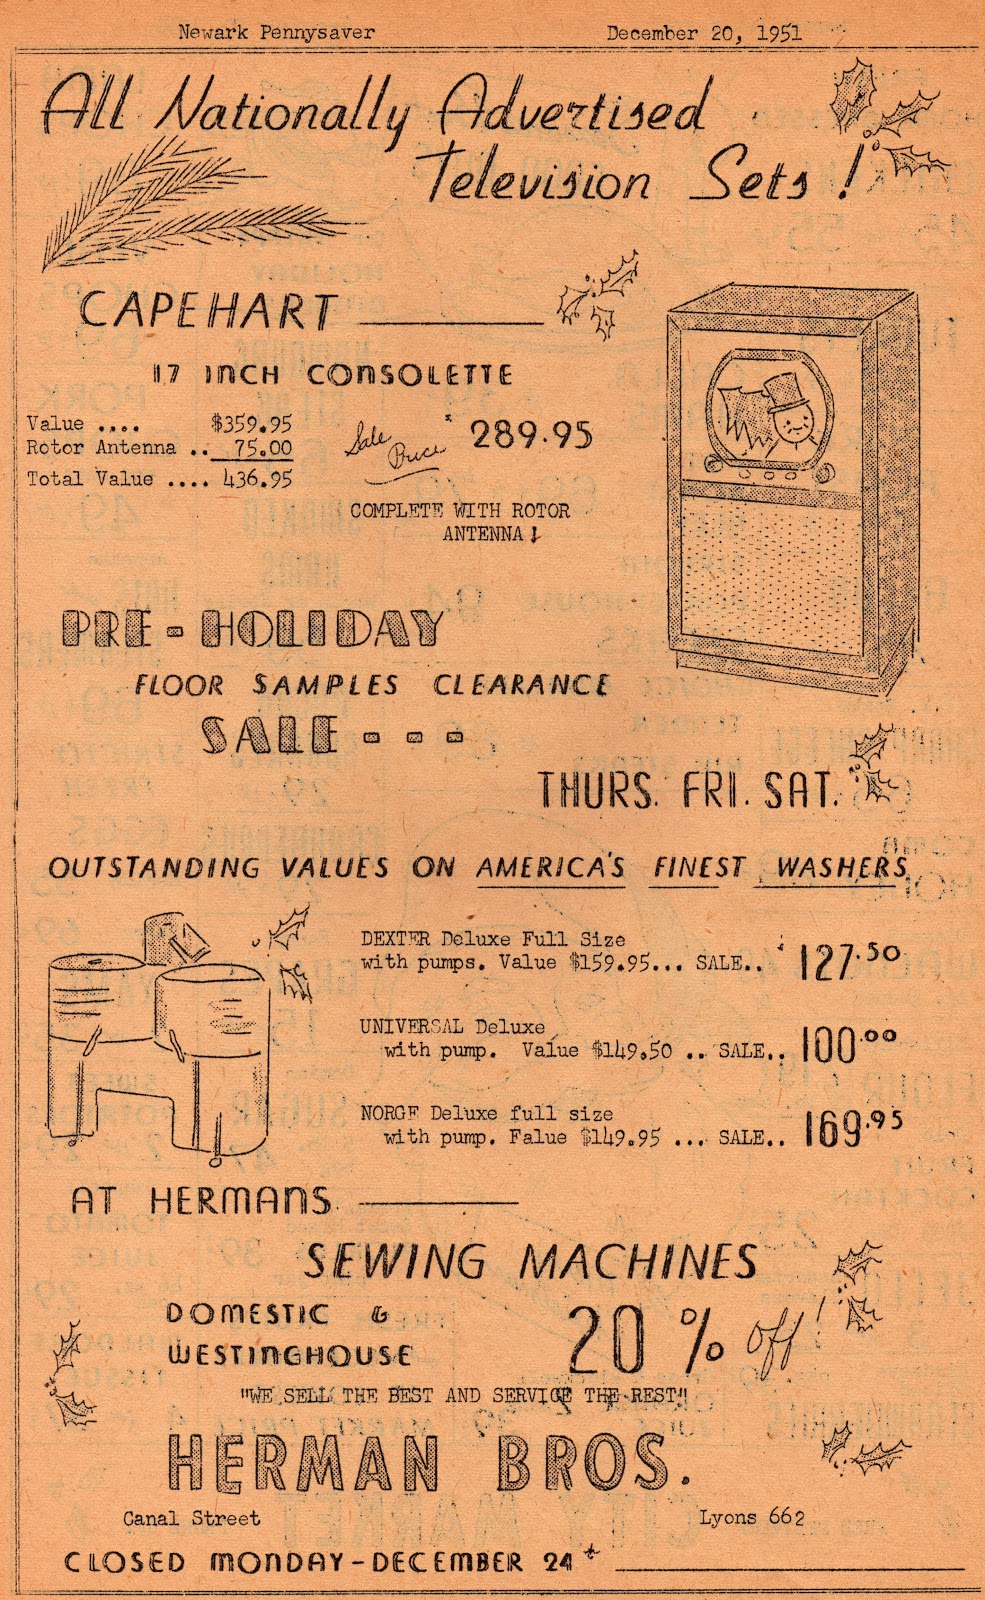 Newark Pennysaver December 20, 1951
All Nationally Advertised
Television Sets!
CAPEHART
17 INCH CONSOLETTE
Value .... $359.95
Rotor Antenna .. 75.00
Total Value .... 436.95
Sale Price $289.95
COMPLETE WITH ROTOR
ANTENNA!
PRE-HOLIDAY
FLOOR SAMPLES CLEARANCE
SALE - - -
THURS. FRI. SAT.
OUTSTANDING VALUES ON AMERICA'S FINEST WASHERS
DEXTER Deluxe Full Size
with pumps. Value $159.95... SALE.. $127.50
UNIVERSAL Deluxe
with pump. Value $149.50 .. SALE.. 100.00
NORGE Deluxe full size
with pump. Falue $149.95 ... SALE.. 169.95
AT HERMANS
SEWING MACHINES
DOMESTIC &
WESTINGHOUSE
20% off!
"WE SELL THE BEST AND SERVICE THE REST"
HERMAN BROS.
Canal Street Lyons 662
CLOSED MONDAY-DECEMBER 24t